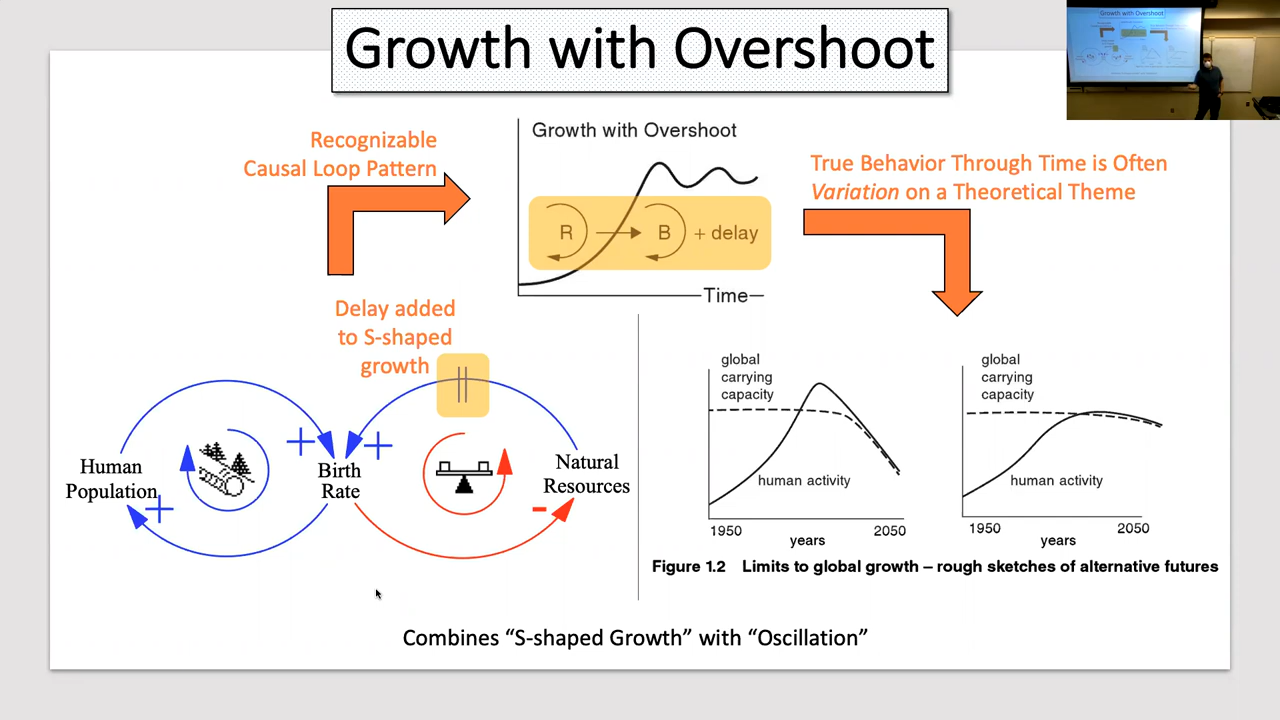 Growth with Overshoot
Recognizable
Causal Loop Pattern
Growth with Overshoot
R
B
+ delay
Time
True Behavior Through Time is Often
Variation on a Theoretical Theme
Delay added
to S-shaped
growth
Human
Population
+
+
Birth
Rate
+
-
Natural
Resources
global
carrying
capacity
human activity
1950
2050
years
global
carrying
capacity
human activity
1950
2050
years
Figure 1.2 Limits to global growth – rough sketches of alternative futures
Combines “S-shaped Growth” with “Oscillation”
Growth with Overshoot